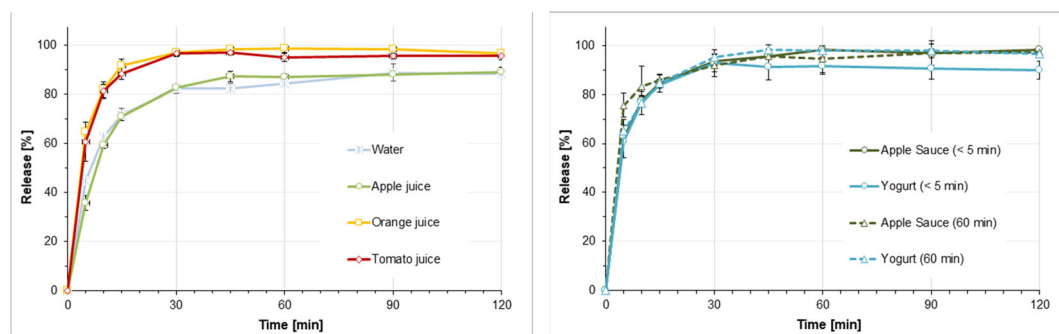 100
80
60
40
20
0
Release [%]
0 30 60 90 120
Time [min]
Water
Apple juice
Orange juice
Tomato juice
100
80
60
40
20
0
Release [%]
0 30 60 90 120
Time [min]
Apple Sauce (< 5 min)
Yogurt (< 5 min)
Apple Sauce (60 min)
Yogurt (60 min)